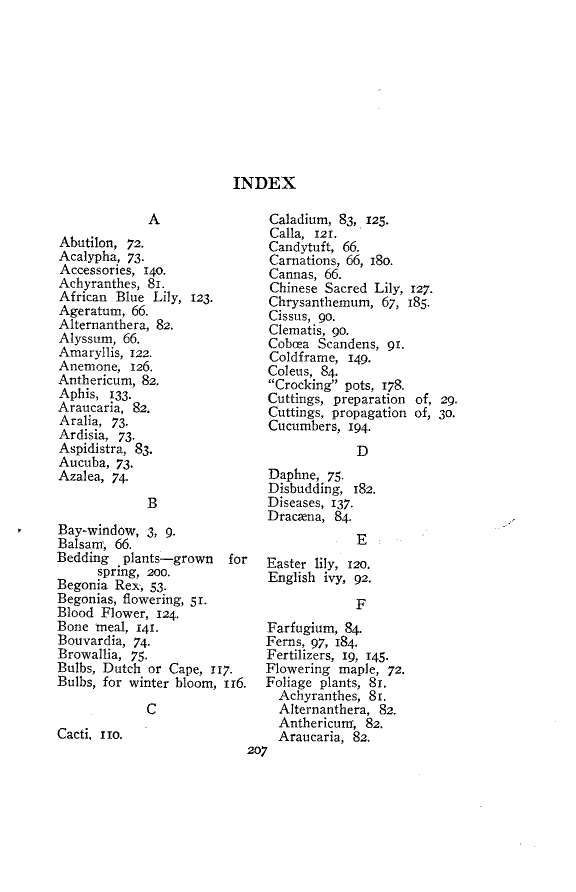 INDEX
A
Abutilon, 72.
Acalypha, 73.
Accessories, 140.
Achyranthes, 81.
African Blue Lily, 123.
Ageratum, 66.
Alternanthera, 82.
Alyssum, 66.
Amaryllis, 122.
Anemone, 126.
Anthericum, 82.
Aphis, 133.
Araucaria, 82.
Aralia, 73.
Ardisia, 73.
Aspidistra, 83.
Aucuba, 73.
Azalea, 74.
B
Bay-window, 3, 9.
Balsam, 66.
Bedding plants—grown for
spring, 200.
Begonia Rex, 53.
Begonias, flowering, 51.
Blood Flower, 124.
Bone meal, 141.
Bouvardia, 74.
Browallia, 75.
Bulbs, Dutch or Cape, 117.
Bulbs, for winter bloom, 116.
C
Cacti, 110.
Caladium, 83, 125.
Calla, 121.
Candytuft, 66.
Carnations, 66, 180.
Cannas, 66.
Chinese Sacred Lily, 127.
Chrysanthemum, 67, 185.
Cissus, 90.
Clematis, 90.
Cobœa Scandens, 91.
Coldframe, 149.
Coleus, 84.
"Crocking" pots, 178.
Cuttings, preparation of, 29.
Cuttings, propagation of, 30.
Cucumbers, 194.
D
Daphne, 75.
Disbudding, 182.
Diseases, 137.
Dracæna, 84.
E
Easter lily, 120.
English ivy, 92.
F
Farfugium, 84.
Ferns, 97, 184.
Fertilizers, 19, 145.
Flowering maple, 72.
Foliage plants, 81.
Achyranthes, 81.
Alternanthera, 82.
Anthericum, 82.
Araucaria, 82.
207